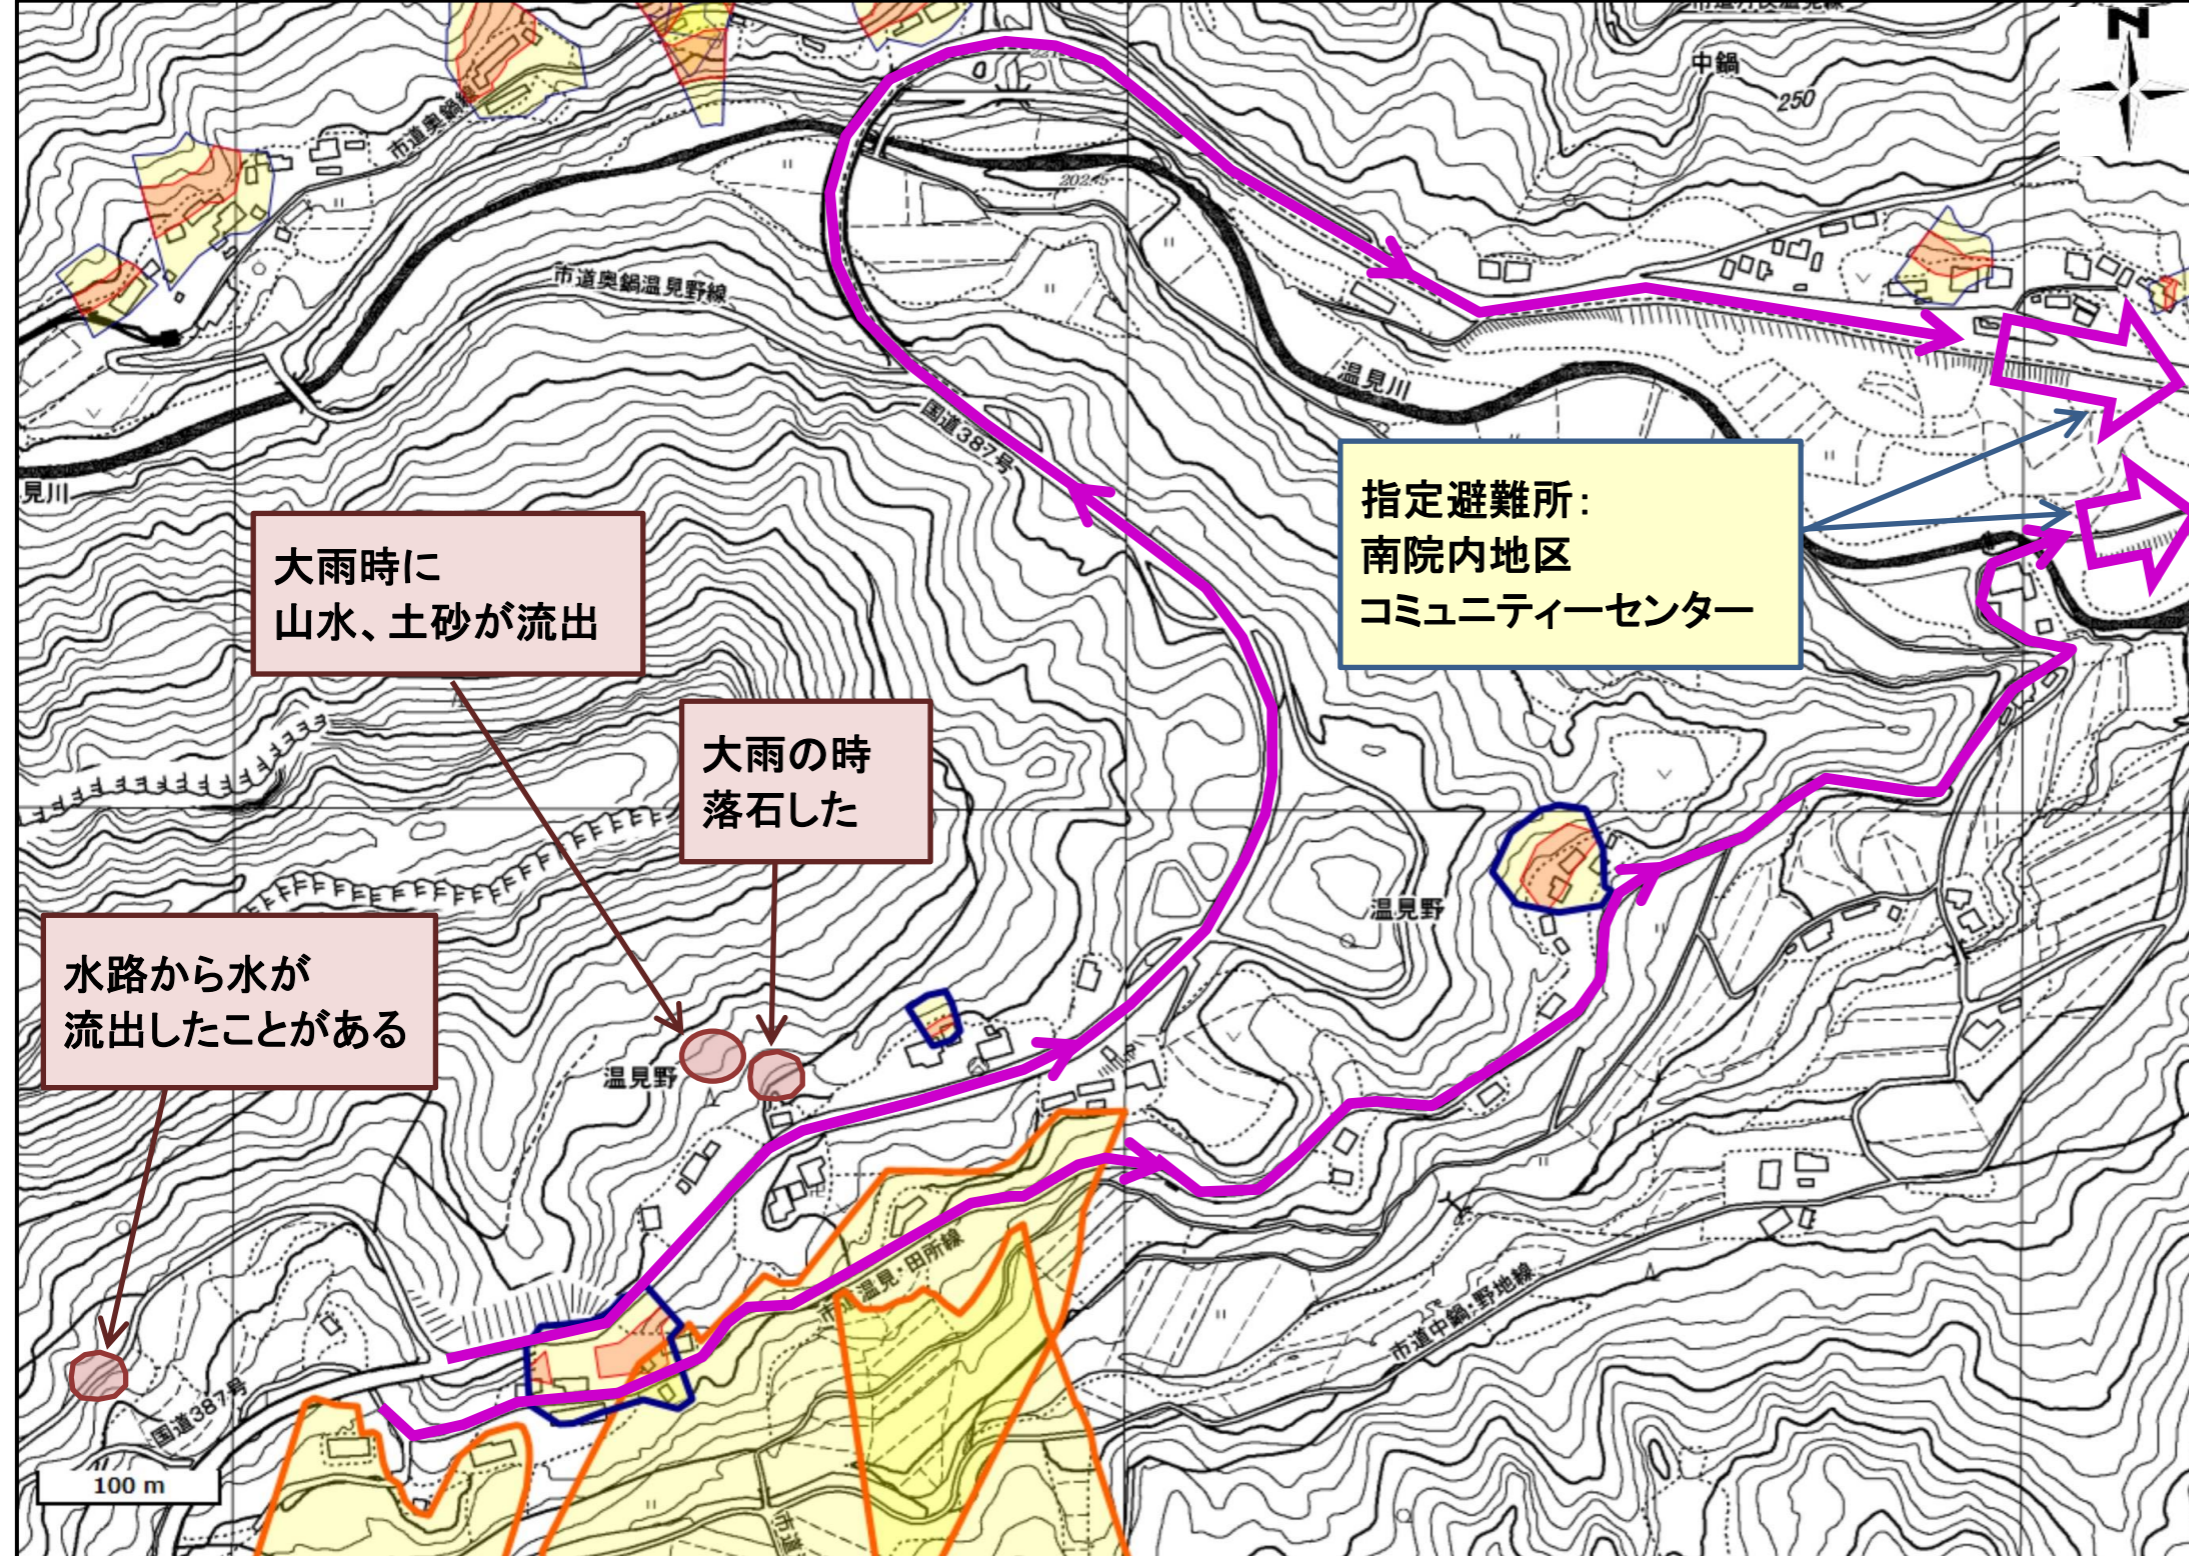 中鍋
250
N
市道奥鍋線
202.5
市道奥鍋温見野線
温見川
国道387号
見川
指定避難所：
南院内地区
コミュニティーセンター
大雨時に
山水、土砂が流出
大雨の時
落石した
温見野
水路から水が
流出したことがある
温見野
市道温見・田所線
市道中鍋・野地線
国道387号
100 m
市道